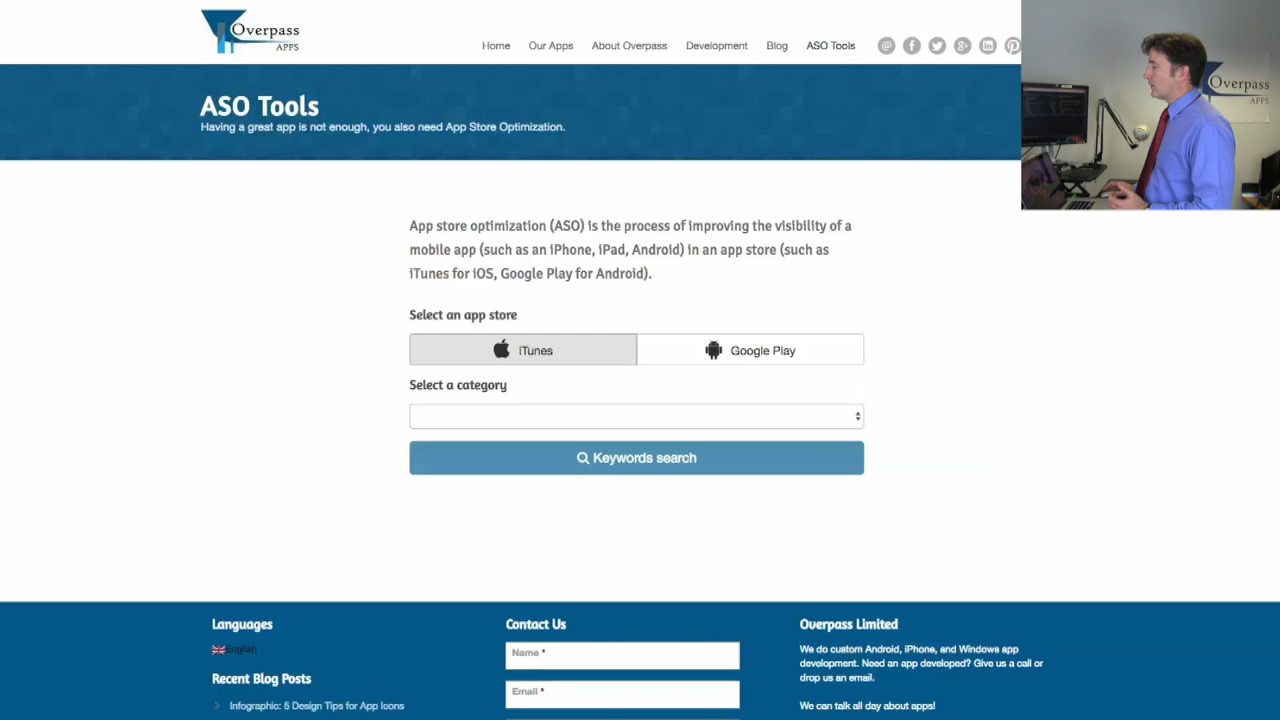 Overpass
APPS
Home
Our Apps
About Overpass
Development
Blog
ASO Tools
Overpass
APPS
ASO Tools
Having a great app is not enough, you also need App Store Optimization.
App store optimization (ASO) is the process of improving the visibility of a
mobile app (such as an iPhone, iPad, Android) in an app store (such as
iTunes for iOS, Google Play for Android).
Select an app store
iTunes
Google Play
Select a category
Keywords search
Languages
English
Recent Blog Posts
Infographic: 5 Design Tips for App Icons
Contact Us
Name *
Email *
Overpass Limited
We do custom Android, iPhone, and Windows app
development. Need an app developed? Give us a call or
drop us an email.
We can talk all day about apps!